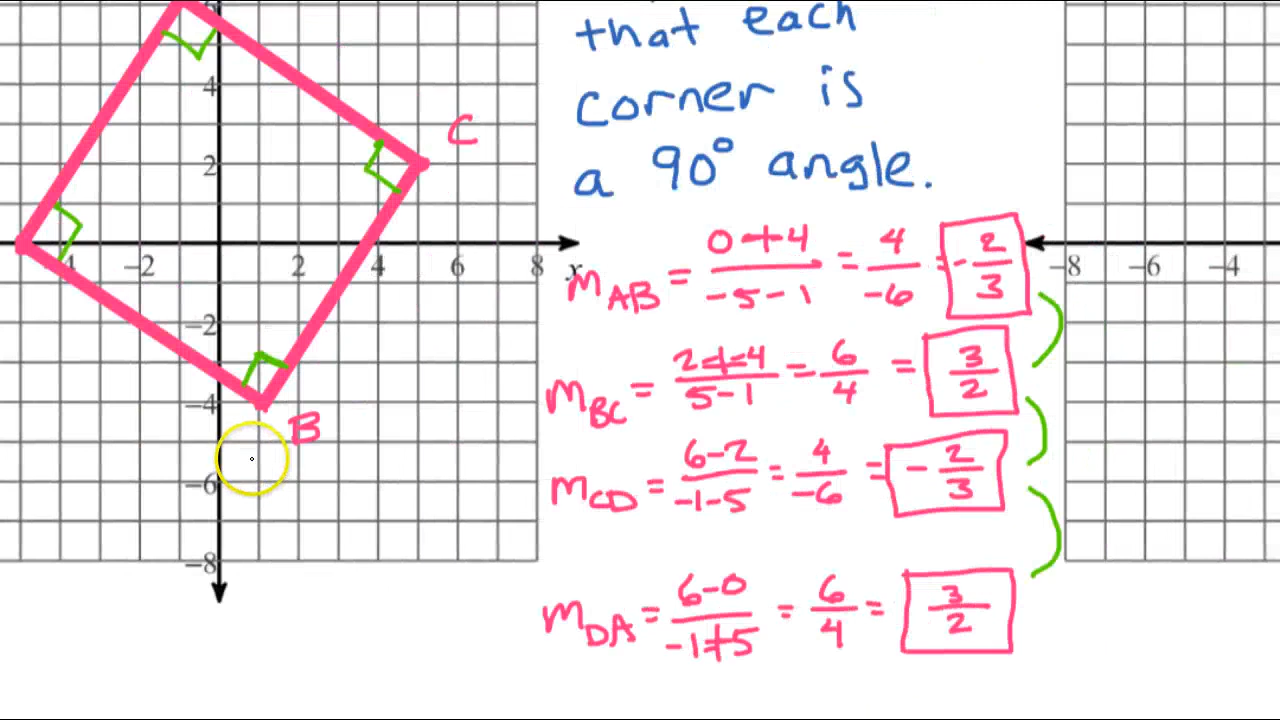 that each
corner is
a 90° angle.
6
4
2
C
-4 -2 2 4 6 8 x
-8 -6 -4
-2
-4
B
-6
-8
m_AB = (0+4)/(-5-1) = 4/-6 = -2/3
m_BC = (2+4)/(5-1) = 6/4 = 3/2
m_CD = (6-2)/(-1-5) = 4/-6 = -2/3
m_DA = (6-0)/(-1+5) = 6/4 = 3/2